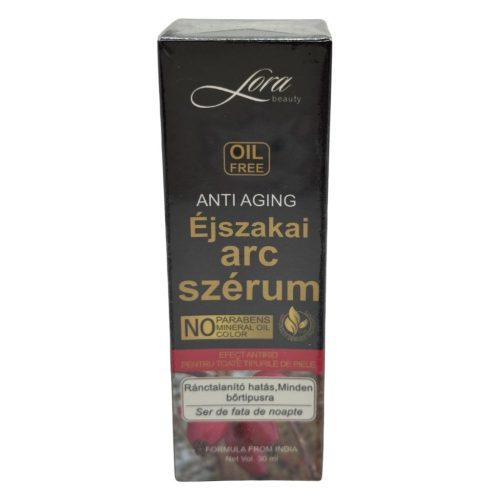 Lora
beauty
OIL
FREE
ANTI AGING
Éjszakai
arc
szérum
NO PARABENS
MINERAL OIL
COLOR
EFECT ANTIRID
PENTRU TOATE TIPURILE DE PIELE
Ránctalanító hatás,Minden
bőrtipusra
Ser de fata de noapte
FORMULA FROM INDIA
Net Vol. 30 ml